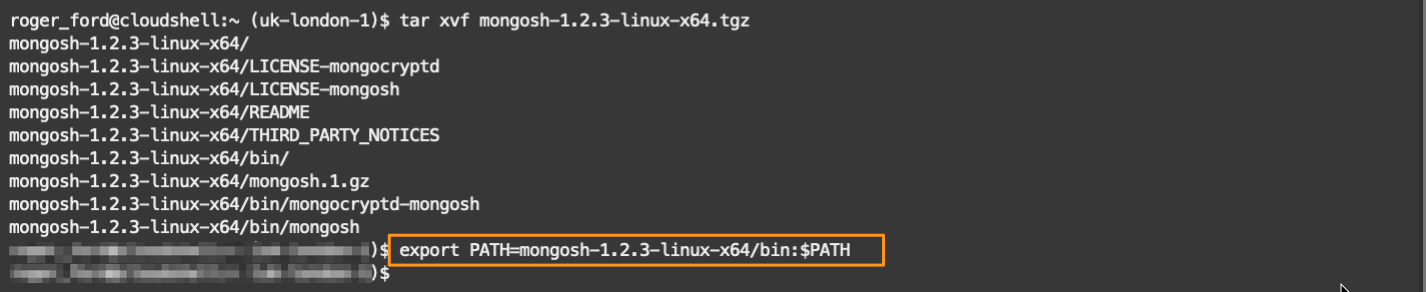 roger_ford@cloudshell:~ (uk-london-1)$ tar xvf mongosh-1.2.3-linux-x64.tgz
mongosh-1.2.3-linux-x64/
mongosh-1.2.3-linux-x64/LICENSE-mongocryptd
mongosh-1.2.3-linux-x64/LICENSE-mongosh
mongosh-1.2.3-linux-x64/README
mongosh-1.2.3-linux-x64/THIRD_PARTY_NOTICES
mongosh-1.2.3-linux-x64/bin/
mongosh-1.2.3-linux-x64/mongosh.1.gz
mongosh-1.2.3-linux-x64/bin/mongocryptd-mongosh
mongosh-1.2.3-linux-x64/bin/mongosh
)$ export PATH=mongosh-1.2.3-linux-x64/bin:$PATH
)$